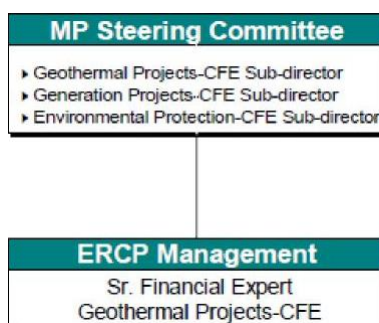 MP Steering Committee
▸ Geothermal Projects-CFE Sub-director
▸ Generation Projects-CFE Sub-director
▸ Environmental Protection-CFE Sub-director
ERCP Management
Sr. Financial Expert
Geothermal Projects-CFE